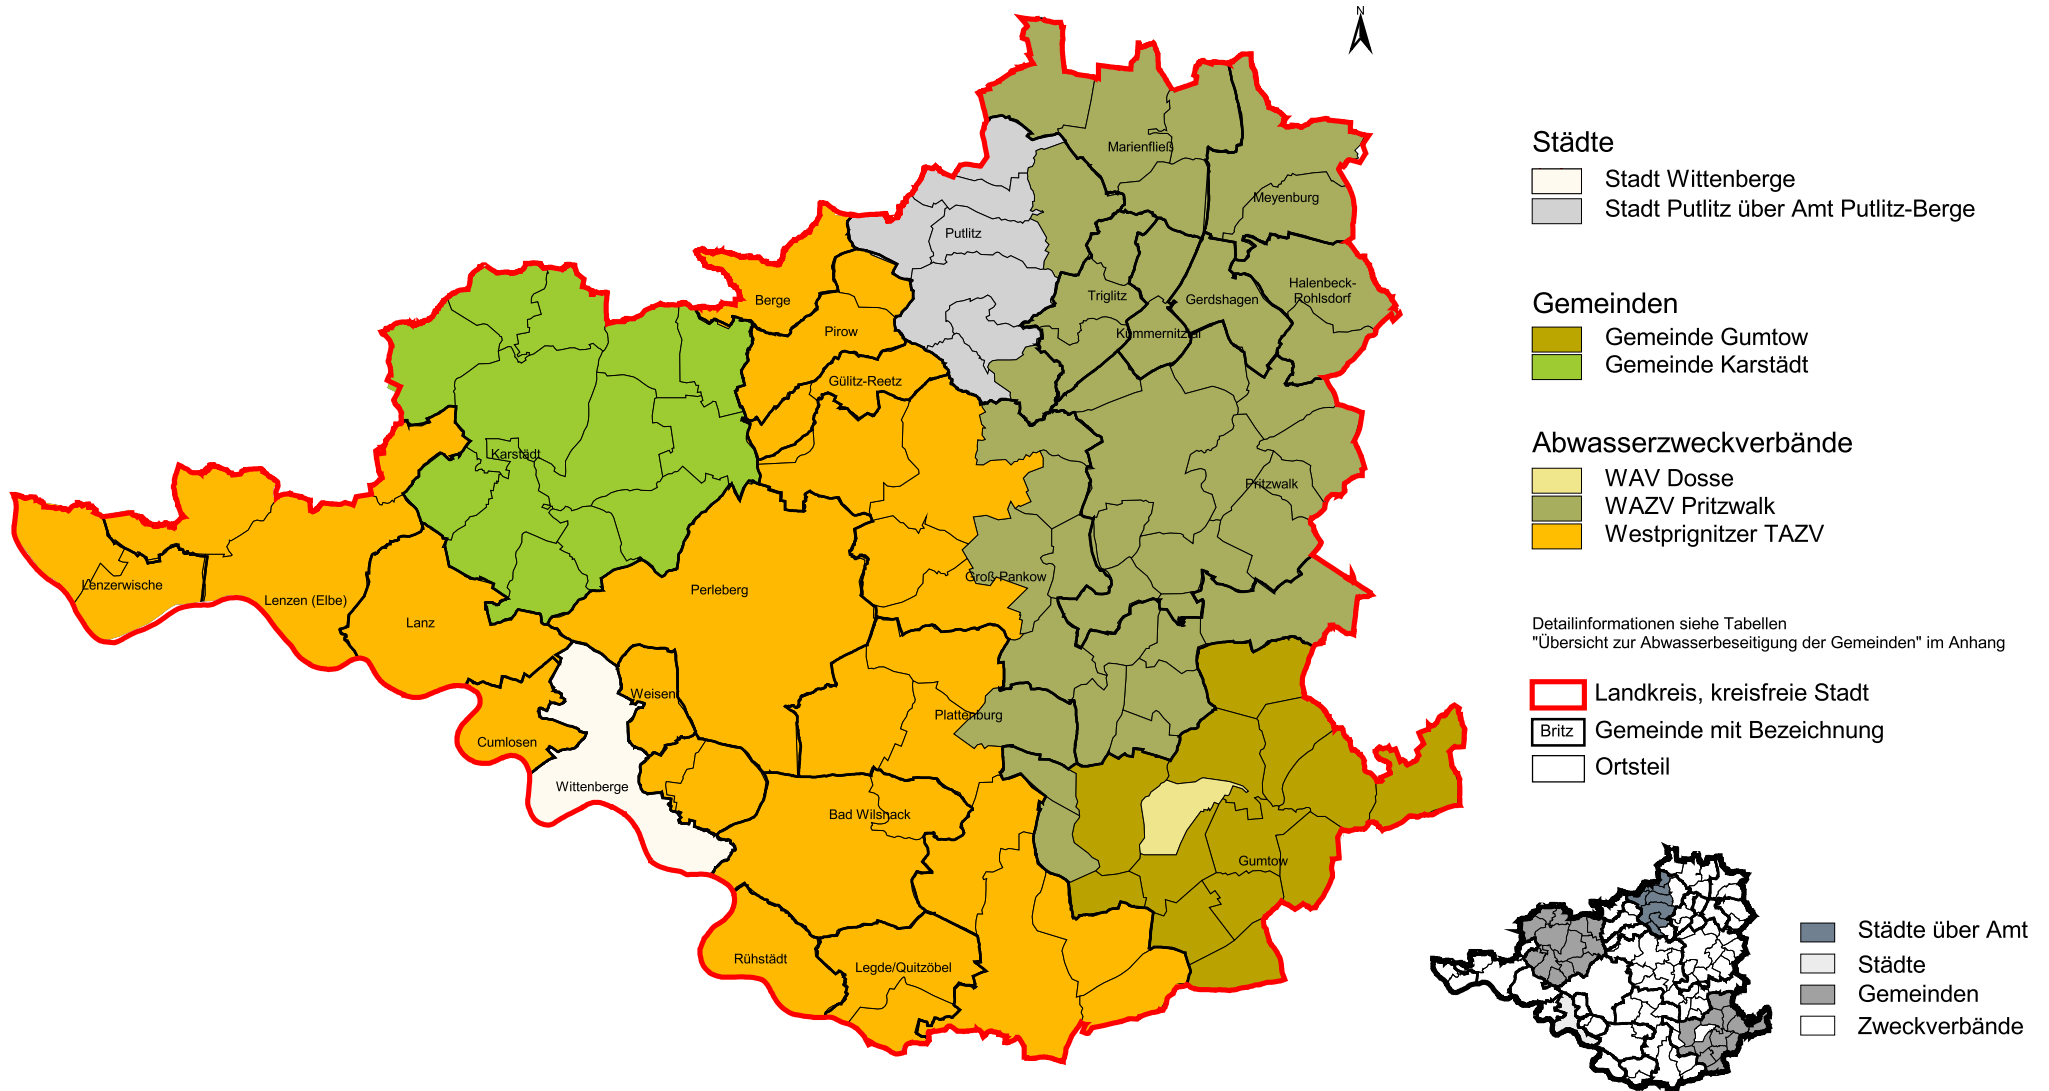 N
Marienfließ
Meyenburg
Putlitz
Halenbeck-
Rohlsdorf
Berge
Triglitz
Gerdshagen
Pirow
Kümmernitztal
Gülitz-Reetz
Karstädt
Pritzwalk
Groß Pankow
Lenzerwische
Lenzen (Elbe)
Perleberg
Lanz
Weisen
Plattenburg
Cumlosen
Wittenberge
Bad Wilsnack
Gumtow
Rühstädt
Legde/Quitzöbel
Städte
Stadt Wittenberge
Stadt Putlitz über Amt Putlitz-Berge
Gemeinden
Gemeinde Gumtow
Gemeinde Karstädt
Abwasserzweckverbände
WAV Dosse
WAZV Pritzwalk
Westprignitzer TAZV
Detailinformationen siehe Tabellen
"Übersicht zur Abwasserbeseitigung der Gemeinden" im Anhang
Landkreis, kreisfreie Stadt
Britz Gemeinde mit Bezeichnung
Ortsteil
Städte über Amt
Städte
Gemeinden
Zweckverbände